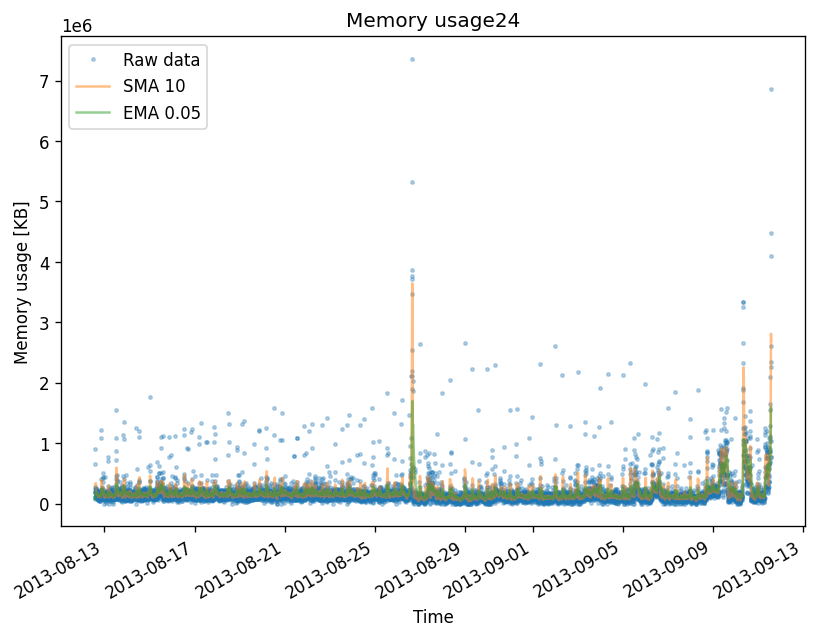 Memory usage24
1e6
Raw data
SMA 10
EMA 0.05
7
6
5
4
3
2
1
0
Memory usage [KB]
2013-08-13
2013-08-17
2013-08-21
2013-08-25
2013-08-29
2013-09-01
2013-09-05
2013-09-09
2013-09-13
Time